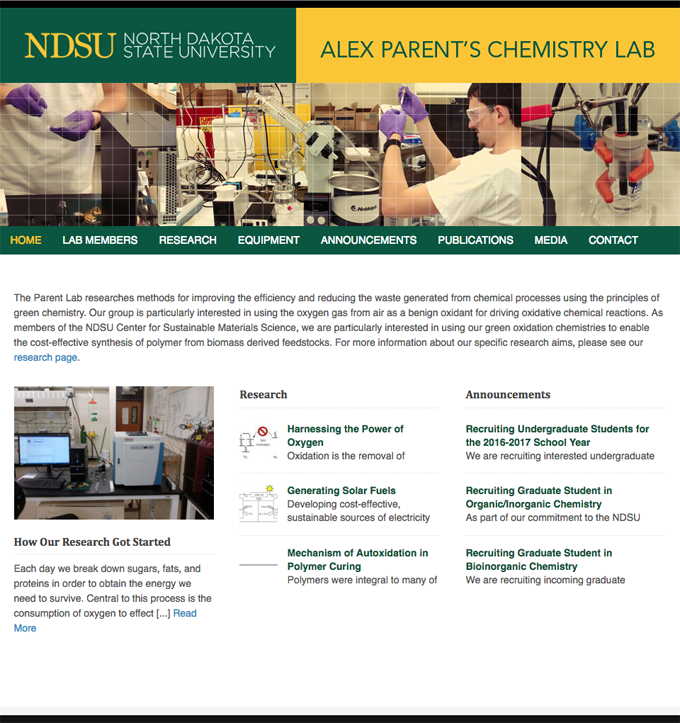 NDSU NORTH DAKOTA
STATE UNIVERSITY
ALEX PARENT'S CHEMISTRY LAB
HOME LAB MEMBERS RESEARCH EQUIPMENT ANNOUNCEMENTS PUBLICATIONS MEDIA CONTACT
The Parent Lab researches methods for improving the efficiency and reducing the waste generated from chemical processes using the principles of
green chemistry. Our group is particularly interested in using the oxygen gas from air as a benign oxidant for driving oxidative chemical reactions. As
members of the NDSU Center for Sustainable Materials Science, we are particularly interested in using our green oxidation chemistries to enable
the cost-effective synthesis of polymer from biomass derived feedstocks. For more information about our specific research aims, please see our
research page.
How Our Research Got Started
Each day we break down sugars, fats, and
proteins in order to obtain the energy we
need to survive. Central to this process is the
consumption of oxygen to effect [...] Read
More
Research
Harnessing the Power of
Oxygen
Oxidation is the removal of
Generating Solar Fuels
Developing cost-effective,
sustainable sources of electricity
Mechanism of Autoxidation in
Polymer Curing
Polymers were integral to many of
Announcements
Recruiting Undergraduate Students for
the 2016-2017 School Year
We are recruiting interested undergraduate
Recruiting Graduate Student in
Organic/Inorganic Chemistry
As part of our commitment to the NDSU
Recruiting Graduate Student in
Bioinorganic Chemistry
We are recruiting incoming graduate